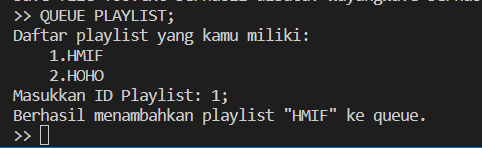 >> QUEUE PLAYLIST;
Daftar playlist yang kamu miliki:
1.HMIF
2.HOHO
Masukkan ID Playlist: 1;
Berhasil menambahkan playlist "HMIF" ke queue.
>>